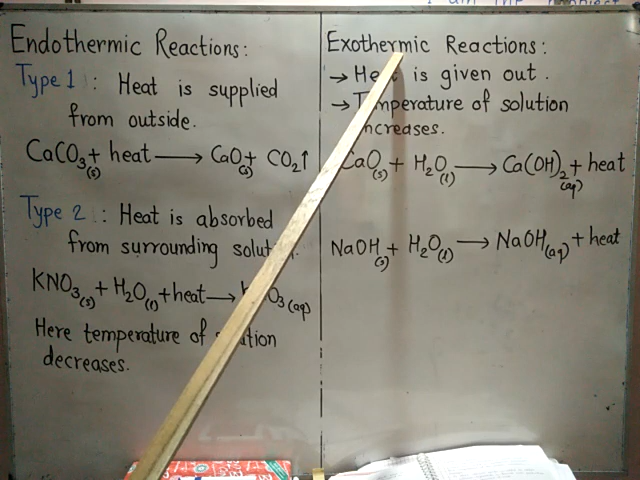 Endothermic Reactions:
Type 1: Heat is supplied
from outside.
CaCO₃(s) + heat → CaO(s) + CO₂↑
Type 2: Heat is absorbed
from surrounding
KNO₃(s) + H₂O(l) + heat →
Here temperature of
decreases.
Exothermic Reactions:
→ is given out.
→ of solution
CaO(s) + H₂O(l) → Ca(OH)₂(aq) + heat
NaOH(s) + H₂O(l) → NaOH(aq) + heat